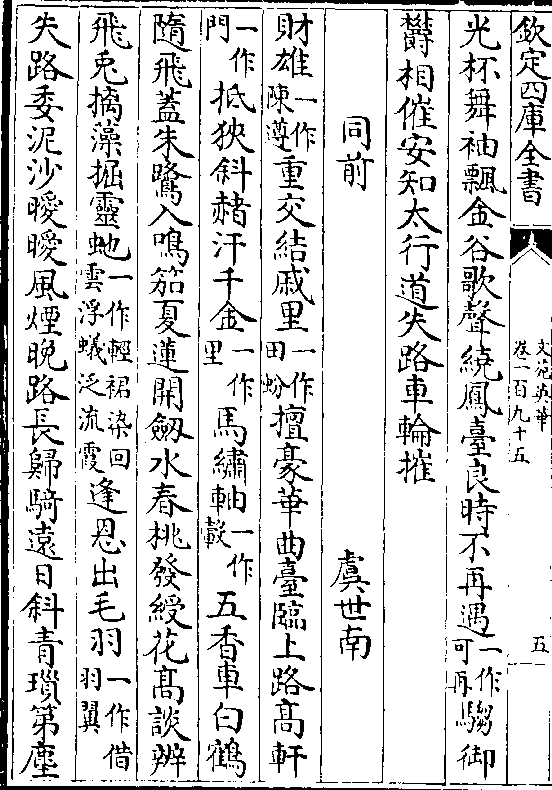 欽定四庫全書
文苑英華
卷一百九十五
五
光杯舞袖飄金谷歌聲繞鳳臺良時不再遇一作可再騶御
欝相催安知太行道失路車輪摧
同前
虞世南
財雄一作陳遵重交結戚里一作田蚡擅豪華曲臺臨上路髙軒
一作門抵狹斜赭汗千金一作里馬繡軸一作轂五香車白鶴
隨飛蓋朱鷺入鳴笳夏蓮開劒水春桃發綬花髙談辨
飛兎摛藻掘靈虵一作輕裙染回雲浮蟻泛流霞逢恩出毛羽一作借羽翼
失路委泥沙曖曖風煙晚路長歸騎遠日斜青瑣第塵